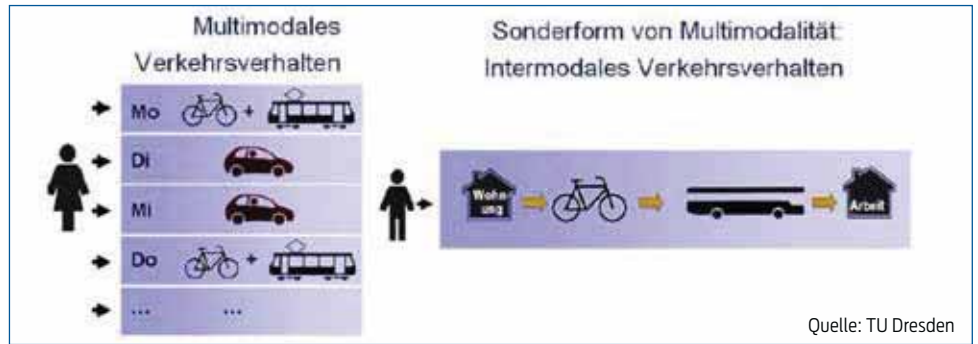 Multimodales
Verkehrsverhalten
Mo +
Di
Mi
Do +
... ...
Sonderform von Multimodalität:
Intermodales Verkehrsverhalten
Wohn-
ung
Arbeit
Quelle: TU Dresden